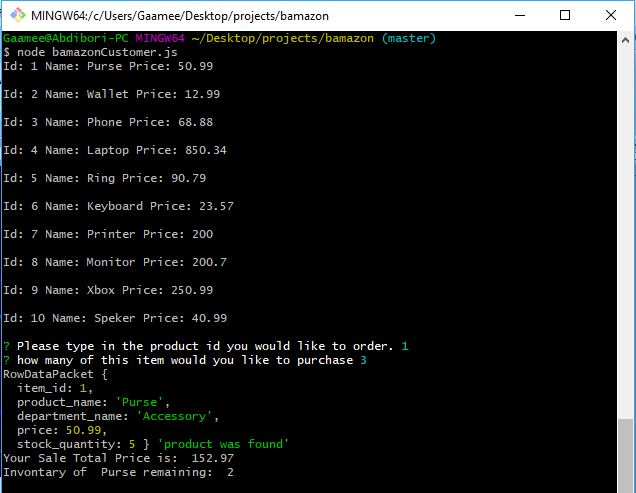 MINGW64:/c/Users/Gaamee/Desktop/projects/bamazon
Gaamee@Abdibori-PC MINGW64 ~/Desktop/projects/bamazon (master)
$ node bamazonCustomer.js
Id: 1 Name: Purse Price: 50.99
Id: 2 Name: Wallet Price: 12.99
Id: 3 Name: Phone Price: 68.88
Id: 4 Name: Laptop Price: 850.34
Id: 5 Name: Ring Price: 90.79
Id: 6 Name: Keyboard Price: 23.57
Id: 7 Name: Printer Price: 200
Id: 8 Name: Monitor Price: 200.7
Id: 9 Name: Xbox Price: 250.99
Id: 10 Name: Speker Price: 40.99
? Please type in the product id you would like to order. 1
? how many of this item would you like to purchase 3
RowDataPacket {
  item_id: 1,
  product_name: 'Purse',
  department_name: 'Accessory',
  price: 50.99,
  stock_quantity: 5 } 'product was found'
Your Sale Total Price is:  152.97
Invontary of  Purse remaining:  2